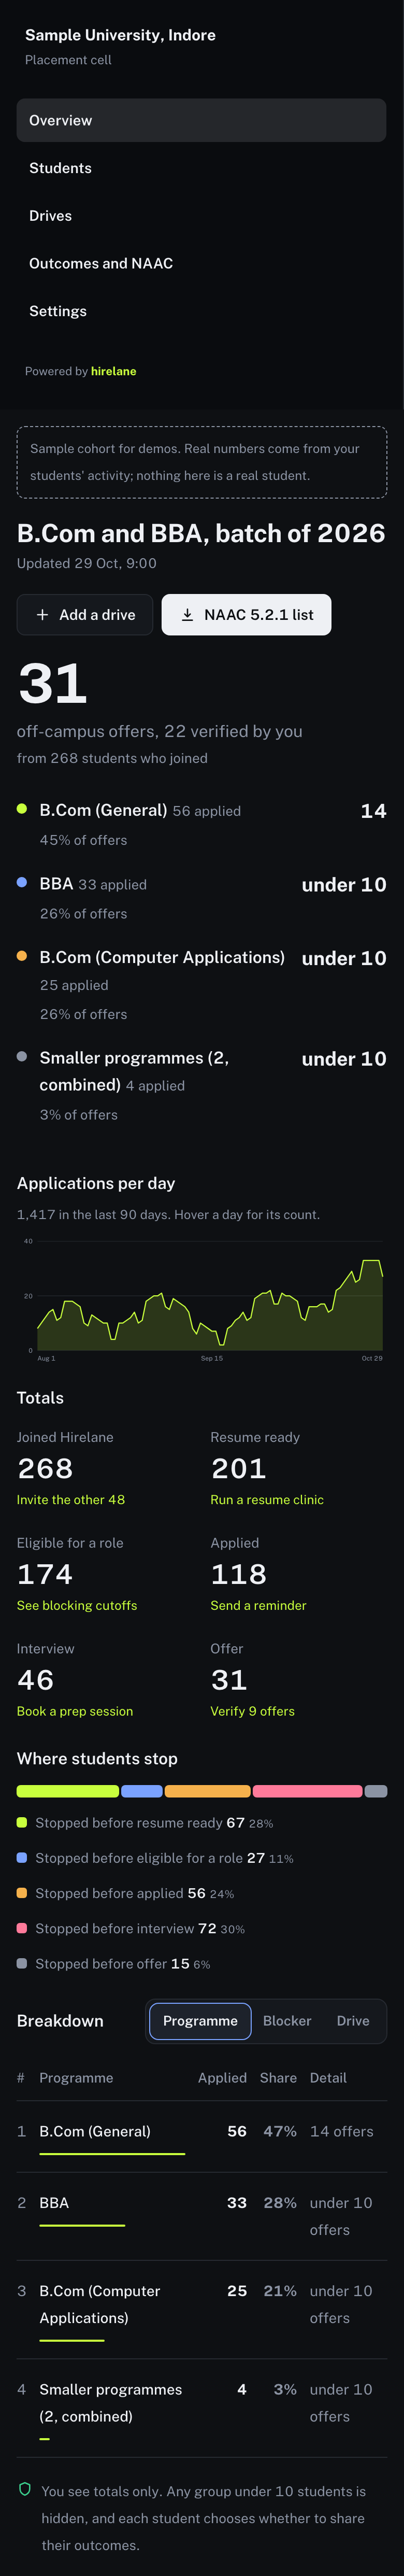 Sample University, Indore
Placement cell
Overview
Students
Drives
Outcomes and NAAC
Settings
Powered by hirelane
Sample cohort for demos. Real numbers come from your
students' activity; nothing here is a real student.
B.Com and BBA, batch of 2026
Updated 29 Oct, 9:00
+ Add a drive
NAAC 5.2.1 list
31
off-campus offers, 22 verified by you
from 268 students who joined
B.Com (General) 56 applied 14
45% of offers
BBA 33 applied under 10
26% of offers
B.Com (Computer Applications) under 10
25 applied
26% of offers
Smaller programmes (2, under 10
combined) 4 applied
3% of offers
Applications per day
1,417 in the last 90 days. Hover a day for its count.
40
20
0
Aug 1 Sep 15 Oct 29
Totals
Joined Hirelane Resume ready
268 201
Invite the other 48 Run a resume clinic
Eligible for a role Applied
174 118
See blocking cutoffs Send a reminder
Interview Offer
46 31
Book a prep session Verify 9 offers
Where students stop
Stopped before resume ready 67 28%
Stopped before eligible for a role 27 11%
Stopped before applied 56 24%
Stopped before interview 72 30%
Stopped before offer 15 6%
Breakdown Programme Blocker Drive
# Programme Applied Share Detail
1 B.Com (General) 56 47% 14 offers
2 BBA 33 28% under 10
offers
3 B.Com (Computer 25 21% under 10
Applications) offers
4 Smaller programmes 4 3% under 10
(2, combined) offers
You see totals only. Any group under 10 students is
hidden, and each student chooses whether to share
their outcomes.